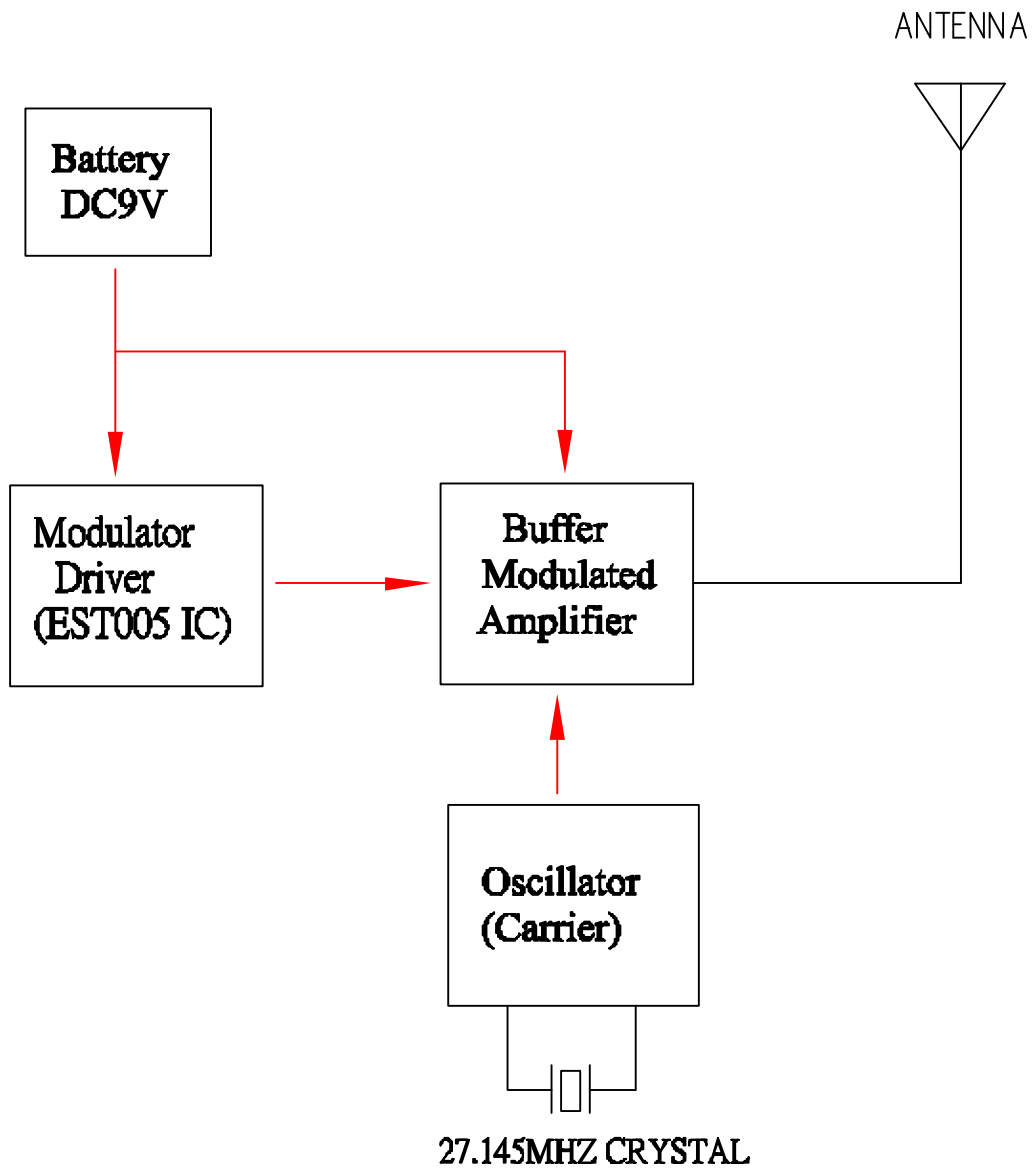 ANTENNA
Battery
DC9V
Modulator
Driver
(EST005 IC)
Buffer
Modulated
Amplifier
Oscillator
(Carrier)
27.145MHZ CRYSTAL